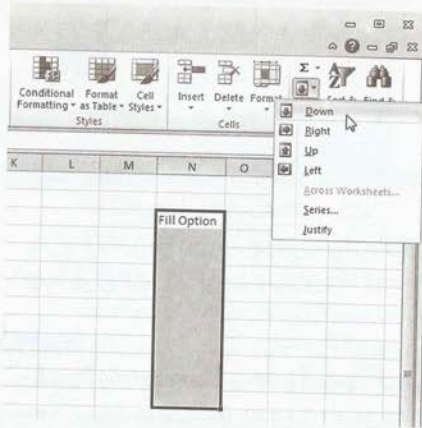 Σ
Conditional Format Cell Insert Delete Format
Formatting as Table Styles
Styles Cells
Down
Right
Up
Left
Across Worksheets...
Series...
Justify
K L M N O
Fill Option